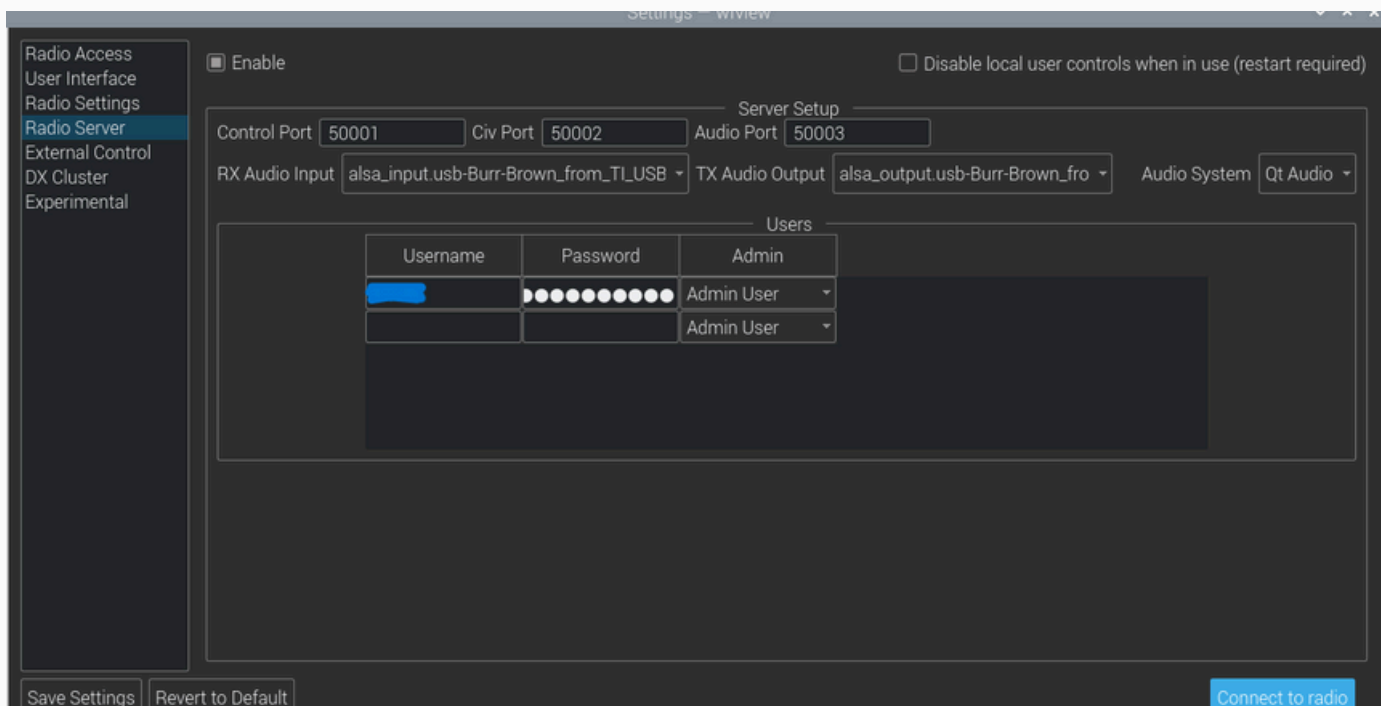 Settings — wfview
Radio Access
User Interface
Radio Settings
Radio Server
External Control
DX Cluster
Experimental
Enable
Disable local user controls when in use (restart required)
Server Setup
Control Port 50001 Civ Port 50002 Audio Port 50003
RX Audio Input alsa_input.usb-Burr-Brown_from_TI_USB TX Audio Output alsa_output.usb-Burr-Brown_fro Audio System Qt Audio
Users
Username Password Admin
Admin User
Admin User
Save Settings Revert to Default Connect to radio